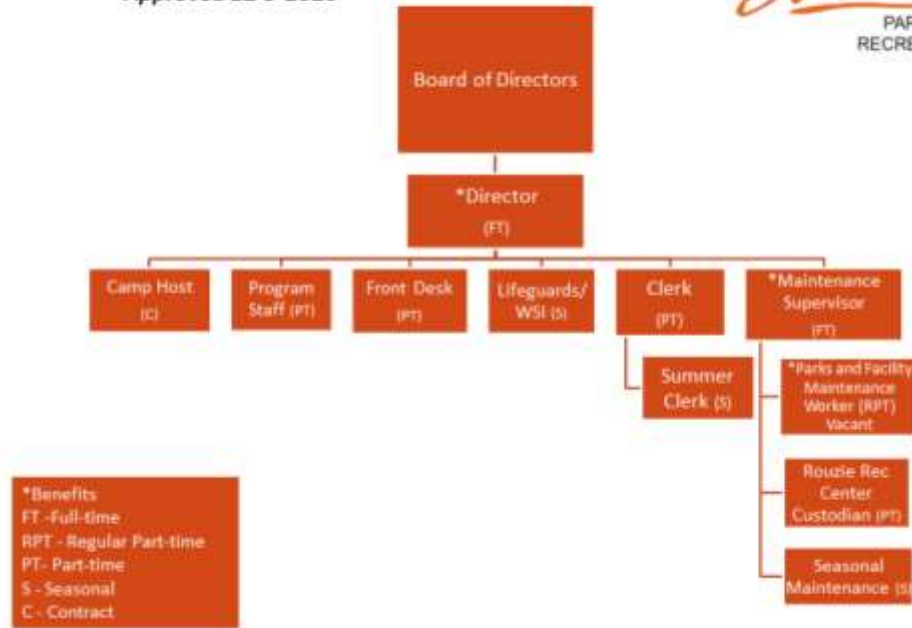 PAR
RECRE
Board of Directors
*Director
(FT)
Camp Host
(C)
Program
Staff (PT)
Front Desk
(PT)
Lifeguards/
WSI (S)
Clerk
(PT)
*Maintenance
Supervisor
(FT)
Summer
Clerk (S)
*Parks and Facility
Maintenance
Worker (RPT)
Vacant
Rouzie Rec
Center
Custodian (PT)
Seasonal
Maintenance (S)
*Benefits
FT -Full-time
RPT - Regular Part-time
PT- Part-time
S - Seasonal
C - Contract